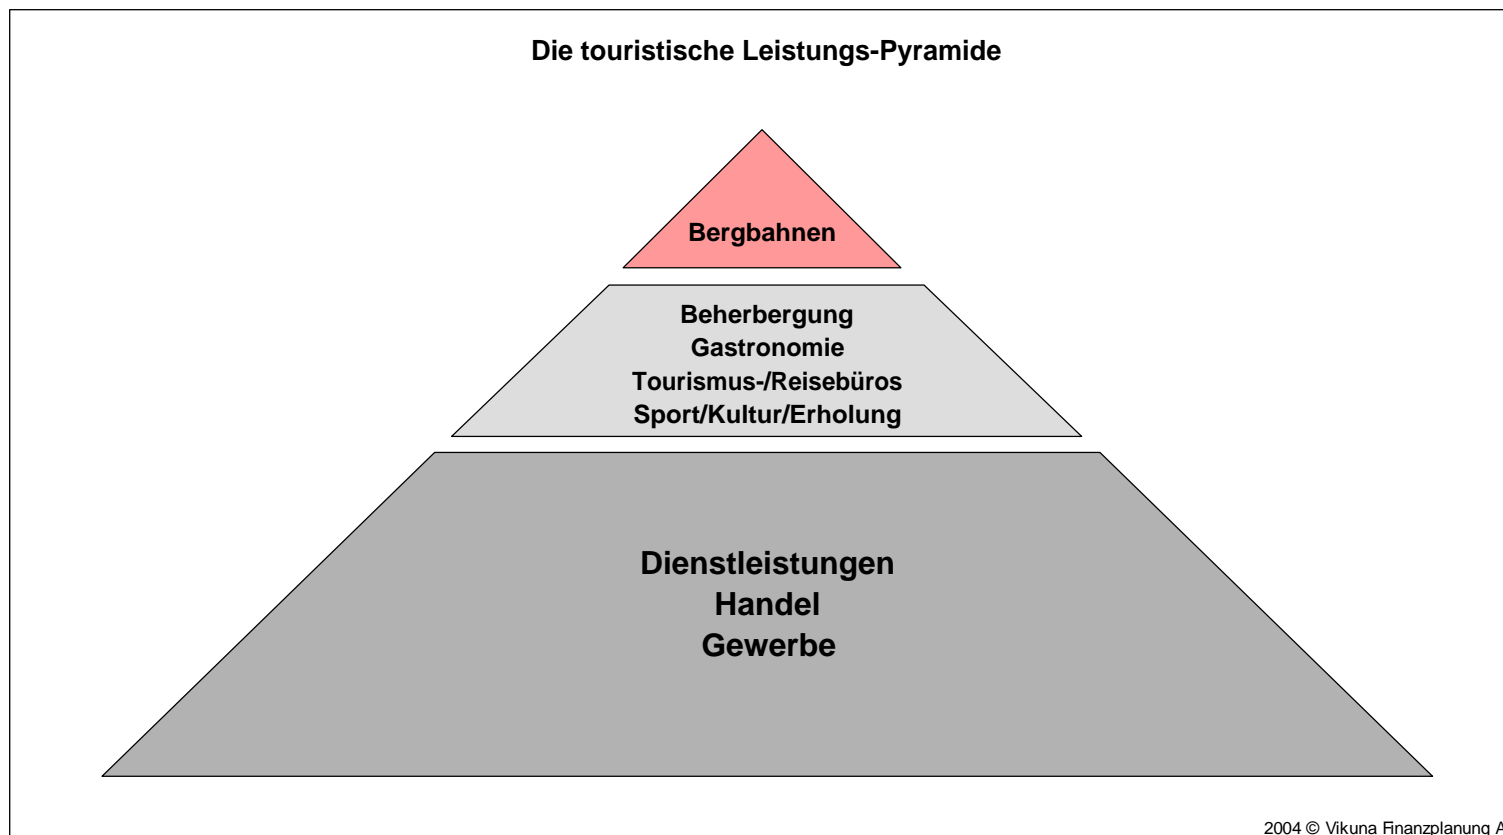 Die touristische Leistungs-Pyramide
Bergbahnen
Beherbergung
Gastronomie
Tourismus-/Reisebüros
Sport/Kultur/Erholung
Dienstleistungen
Handel
Gewerbe
2004 © Vikuna Finanzplanung A